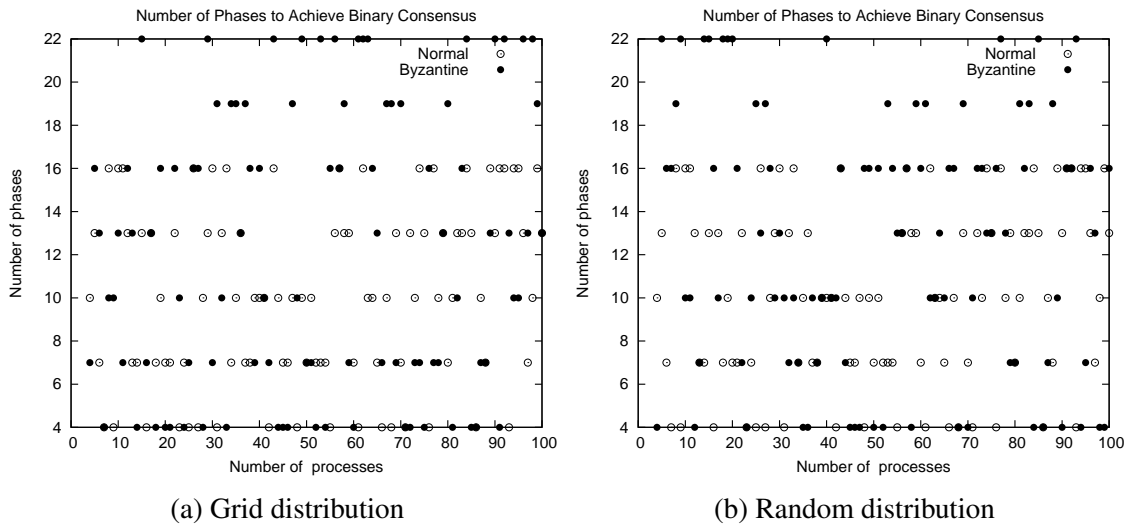 Number of Phases to Achieve Binary Consensus
22
20
18
16
14
12
10
8
6
4
0 10 20 30 40 50 60 70 80 90 100
Number of phases
Number of processes
Normal
Byzantine
(a) Grid distribution
Number of Phases to Achieve Binary Consensus
22
20
18
16
14
12
10
8
6
4
0 10 20 30 40 50 60 70 80 90 100
Number of phases
Number of processes
Normal
Byzantine
(b) Random distribution